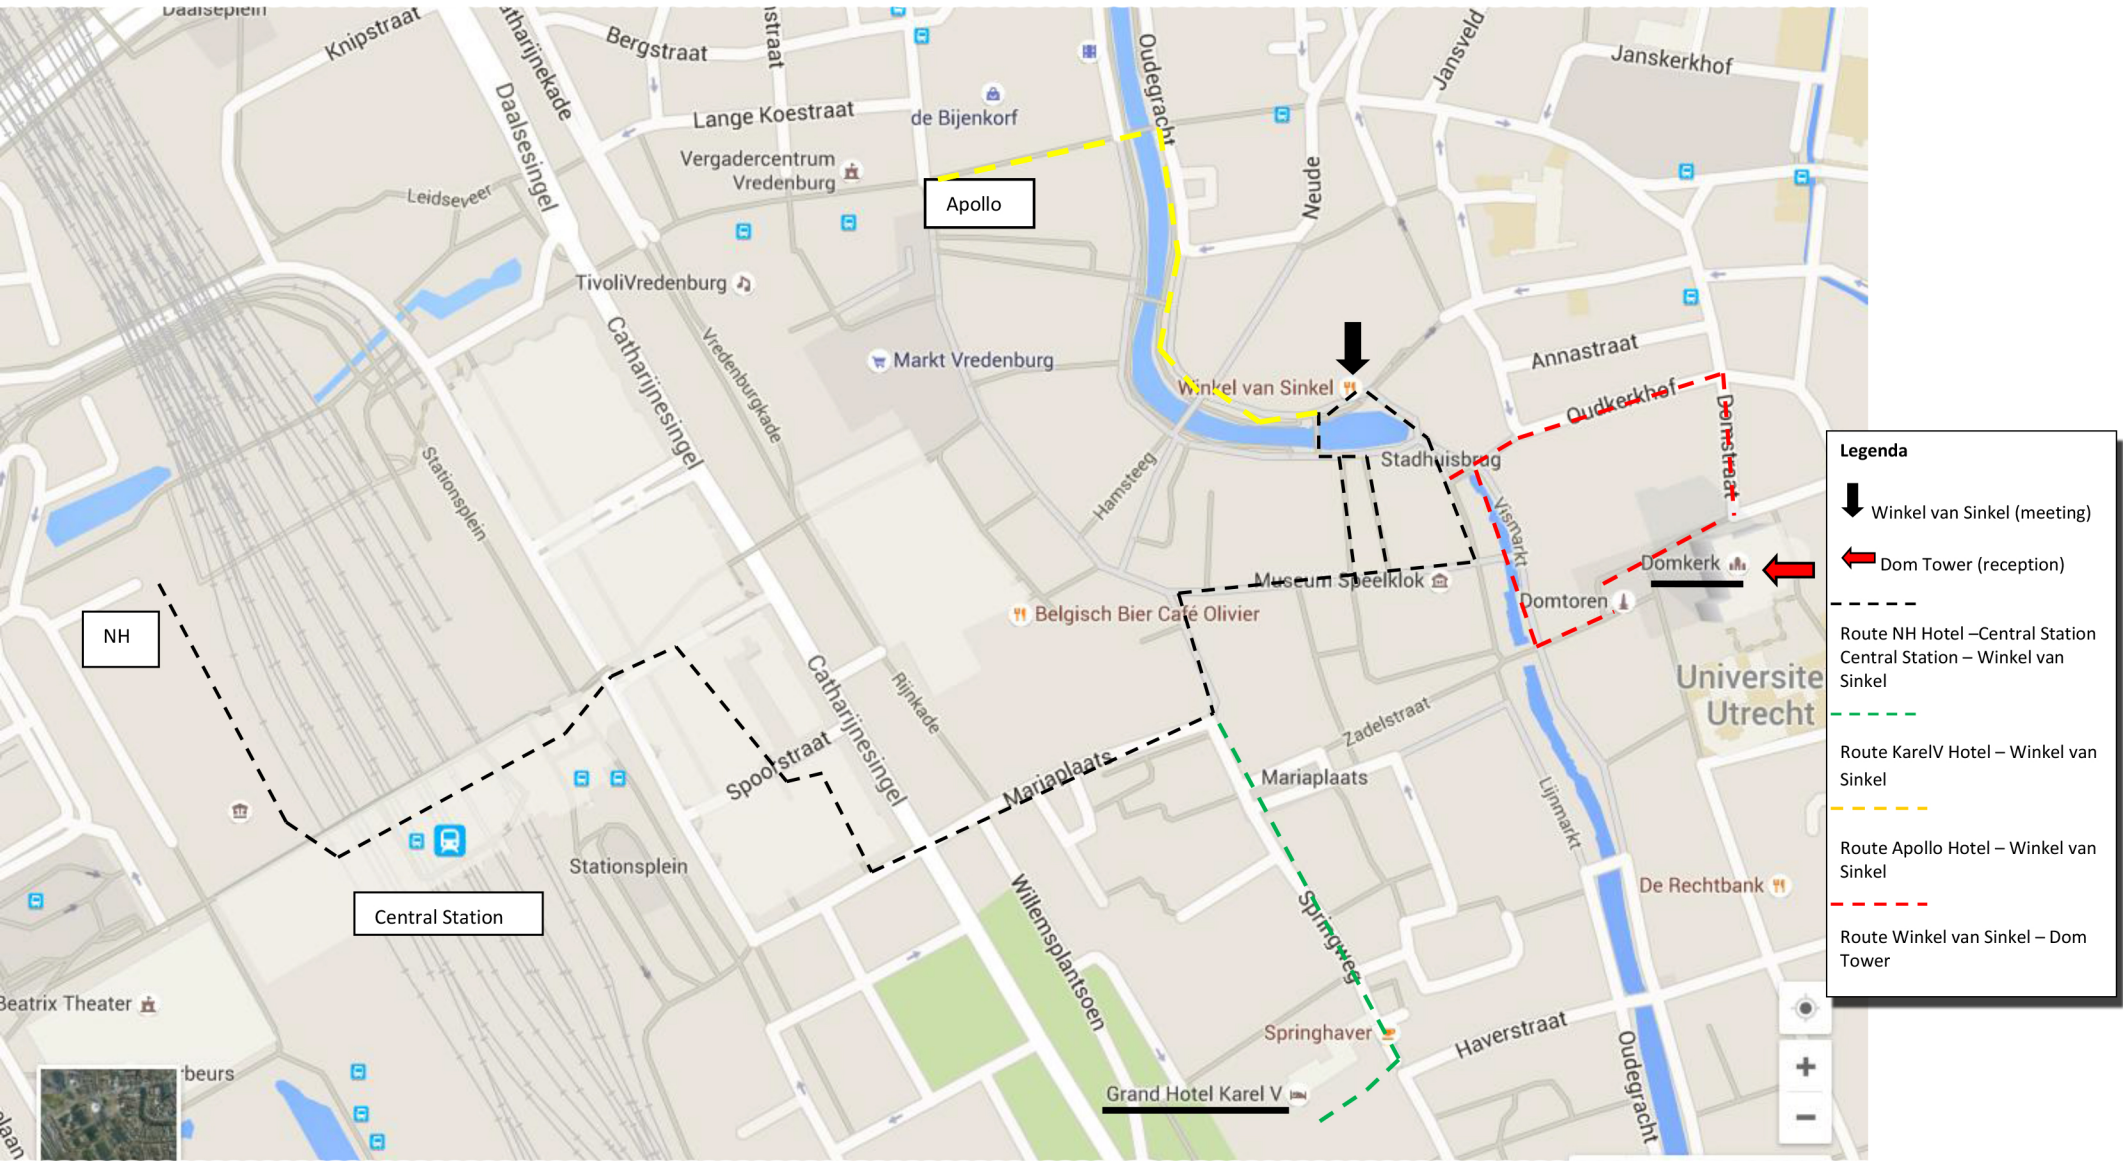 Daalseplein
Knipstraat
Catharijnekade
Bergstraat
Oudegracht
Jansveld
Janskerkhof
Daalsesingel
Lange Koestraat
de Bijenkorf
Vergadercentrum
Vredenburg
Leidseveer
Apollo
Neude
TivoliVredenburg
Catharijnesingel
Vredenburgkade
Markt Vredenburg
Winkel van Sinkel
Annastraat
Oudkerkhof
Domstraat
Stationsplein
Hamsteeg
Stadhuisbrug
Vismarkt
Museum Speelklok
Domkerk
Domtoren
Belgisch Bier Café Olivier
NH
Catharijnesingel
Rijnkade
Universite
Utrecht
Zadelstraat
Spoorstraat
Mariaplaats
Mariaplaats
Lijnmarkt
Stationsplein
Central Station
Willemsplantsoen
Springweg
De Rechtbank
Beatrix Theater
Springhaver
Haverstraat
Oudegracht
rbeurs
Grand Hotel Karel V
elaan
Legenda
Winkel van Sinkel (meeting)
Dom Tower (reception)
Route NH Hotel –Central Station
Central Station – Winkel van
Sinkel
Route KarelV Hotel – Winkel van
Sinkel
Route Apollo Hotel – Winkel van
Sinkel
Route Winkel van Sinkel – Dom
Tower